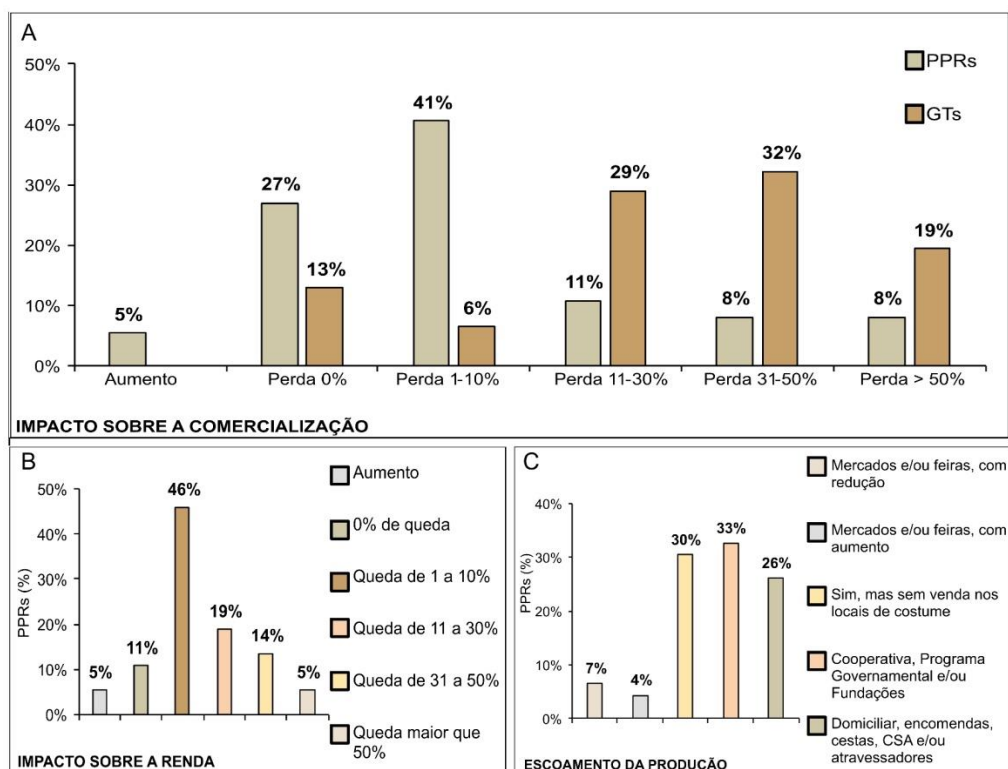 A
50%
40%
30%
20%
10%
0%
5%
27%
13%
41%
6%
11%
29%
8%
32%
8%
19%
PPRs
GTs
Aumento
Perda 0%
Perda 1-10%
Perda 11-30%
Perda 31-50%
Perda > 50%
IMPACTO SOBRE A COMERCIALIZAÇÃO
B
PPRs (%)
50%
40%
30%
20%
10%
0%
5%
11%
46%
19%
14%
5%
Aumento
0% de queda
Queda de 1 a 10%
Queda de 11 a 30%
Queda de 31 a 50%
Queda maior que
50%
IMPACTO SOBRE A RENDA
C
PPRs (%)
40%
30%
20%
10%
0%
7%
4%
30%
33%
26%
Mercados e/ou feiras, com
redução
Mercados e/ou feiras, com
aumento
Sim, mas sem venda nos
locais de costume
Cooperativa, Programa
Governamental e/ou
Fundações
Domiciliar, encomendas,
cestas, CSA e/ou
atravessadores
ESCOAMENTO DA PRODUÇÃO